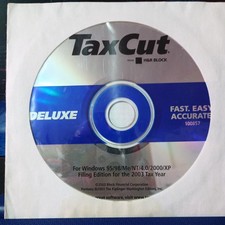 TaxCut
H&R BLOCK
DELUXE
FAST. EASY
ACCURATE
100017
For Windows 95/98/Me/NT/4.0/2000/XP
Filing Edition for the 2003 Tax Year